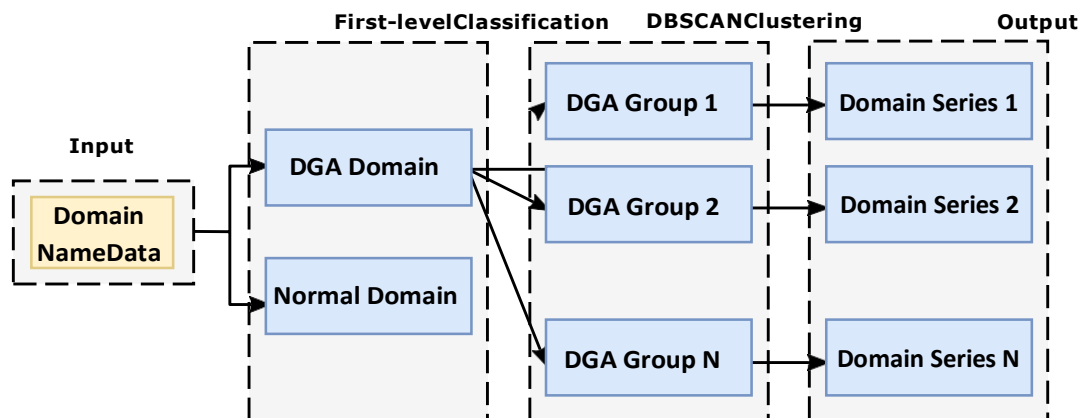 First-levelClassification
DBSCANClustering
Output
Input
Domain
NameData
DGA Domain
Normal Domain
DGA Group 1
DGA Group 2
DGA Group N
Domain Series 1
Domain Series 2
Domain Series N